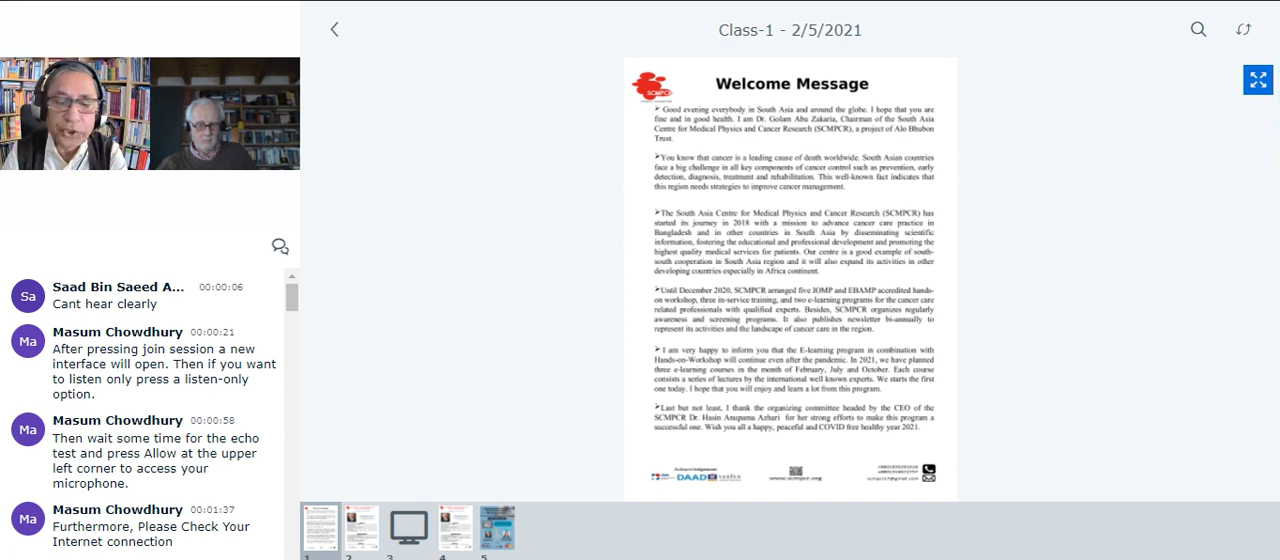 Class-1 - 2/5/2021
Saad Bin Saeed A... 00:00:06
Cant hear clearly
Masum Chowdhury 00:00:21
After pressing join session a new
interface will open. Then if you want
to listen only press a listen-only
option.
Masum Chowdhury 00:00:58
Then wait some time for the echo
test and press Allow at the upper
left corner to access your
microphone.
Masum Chowdhury 00:01:37
Furthermore, Please Check Your
Internet connection
Sa
Ma
Ma
Ma
SCMPCR
Welcome Message
Good evening everybody in South Asia and around the globe. I hope that you are
fine and in good health. I am Dr. Golam Abu Zakaria, Chairman of the South Asia
Centre for Medical Physics and Cancer Research (SCMPCR), a project of Alo Bhubon
Trust.
You know that cancer is a leading cause of death worldwide. South Asian countries
face a big challenge in all key components of cancer control such as prevention, early
detection, diagnosis, treatment and rehabilitation. This well-known fact indicates that
this region needs strategies to improve cancer management.
The South Asia Centre for Medical Physics and Cancer Research (SCMPCR) has
started its journey in 2018 with a mission to advance cancer care practice in
Bangladesh and in other countries in South Asia by disseminating scientific
information, fostering the educational and professional development and promoting the
highest quality medical services for patients. Our centre is a good example of south-
south cooperation in South Asia region and it will also expand its activities in other
developing countries especially in Africa continent.
Until December 2020, SCMPCR arranged five IOMP and EBAMP accredited hands-
on workshop, three in-service training, and two e-learning programs for the cancer care
related professionals with qualified experts. Besides, SCMPCR organizes regularly
awareness and screening programs. It also publishes newsletter bi-annually to
represent its activities and the landscape of cancer care in the region.
I am very happy to inform you that the E-learning program in combination with
Hands-on-Workshop will continue even after the pandemic. In 2021, we have planned
three e-learning courses in the month of February, July and October. Each course
consists a series of lectures by the international well known experts. We starts the first
one today. I hope that you will enjoy and learn a lot from this program.
Last but not least, I thank the organizing committee headed by the CEO of the
SCMPCR Dr. Hasin Anupama Azhari for her strong efforts to make this program a
successful one. Wish you all a happy, peaceful and COVID free healthy year 2021.
Acknowledgement
DAAD
www.scmpcr.org
1
2
3
4
5